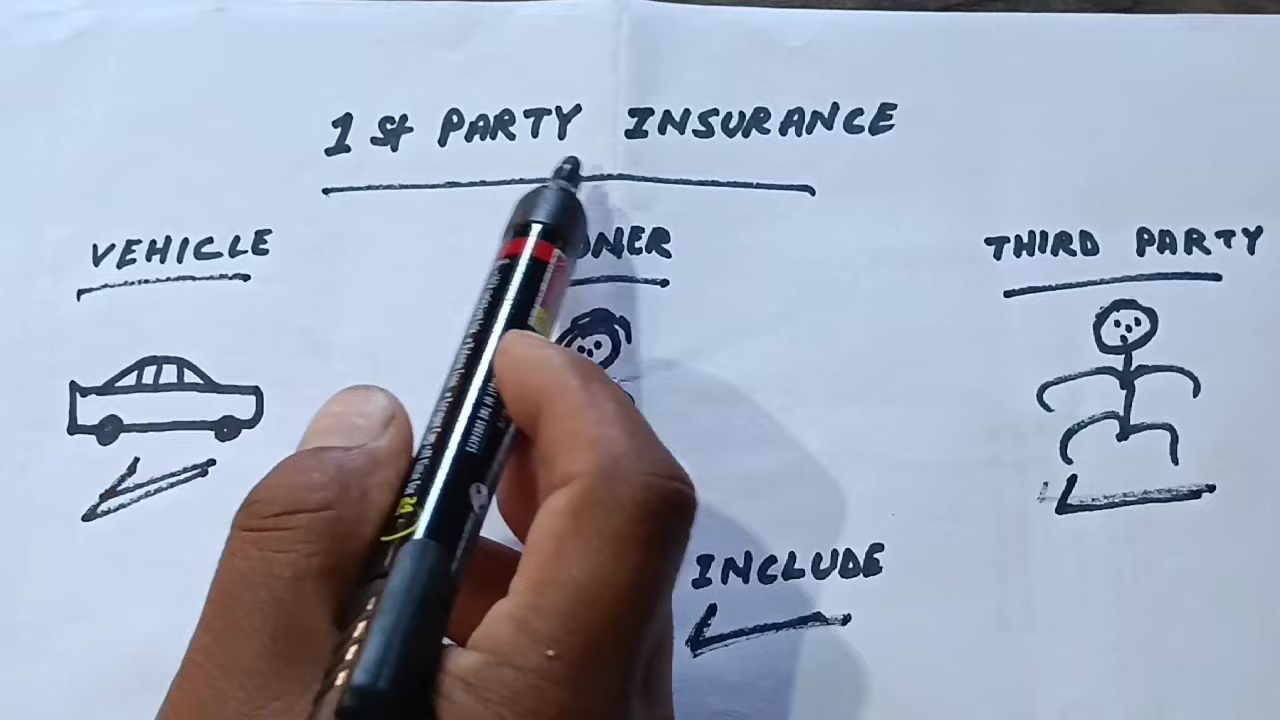 1st PARTY INSURANCE
VEHICLE
THIRD PARTY
INCLUDE